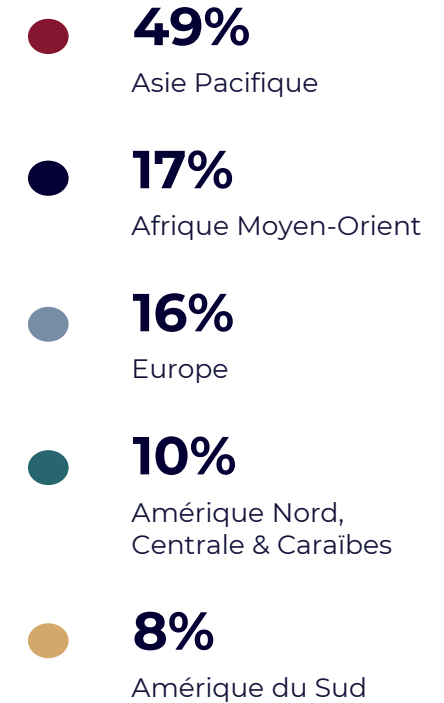 49%
Asie Pacifique
17%
Afrique Moyen-Orient
16%
Europe
10%
Amérique Nord,
Centrale & Caraïbes
8%
Amérique du Sud